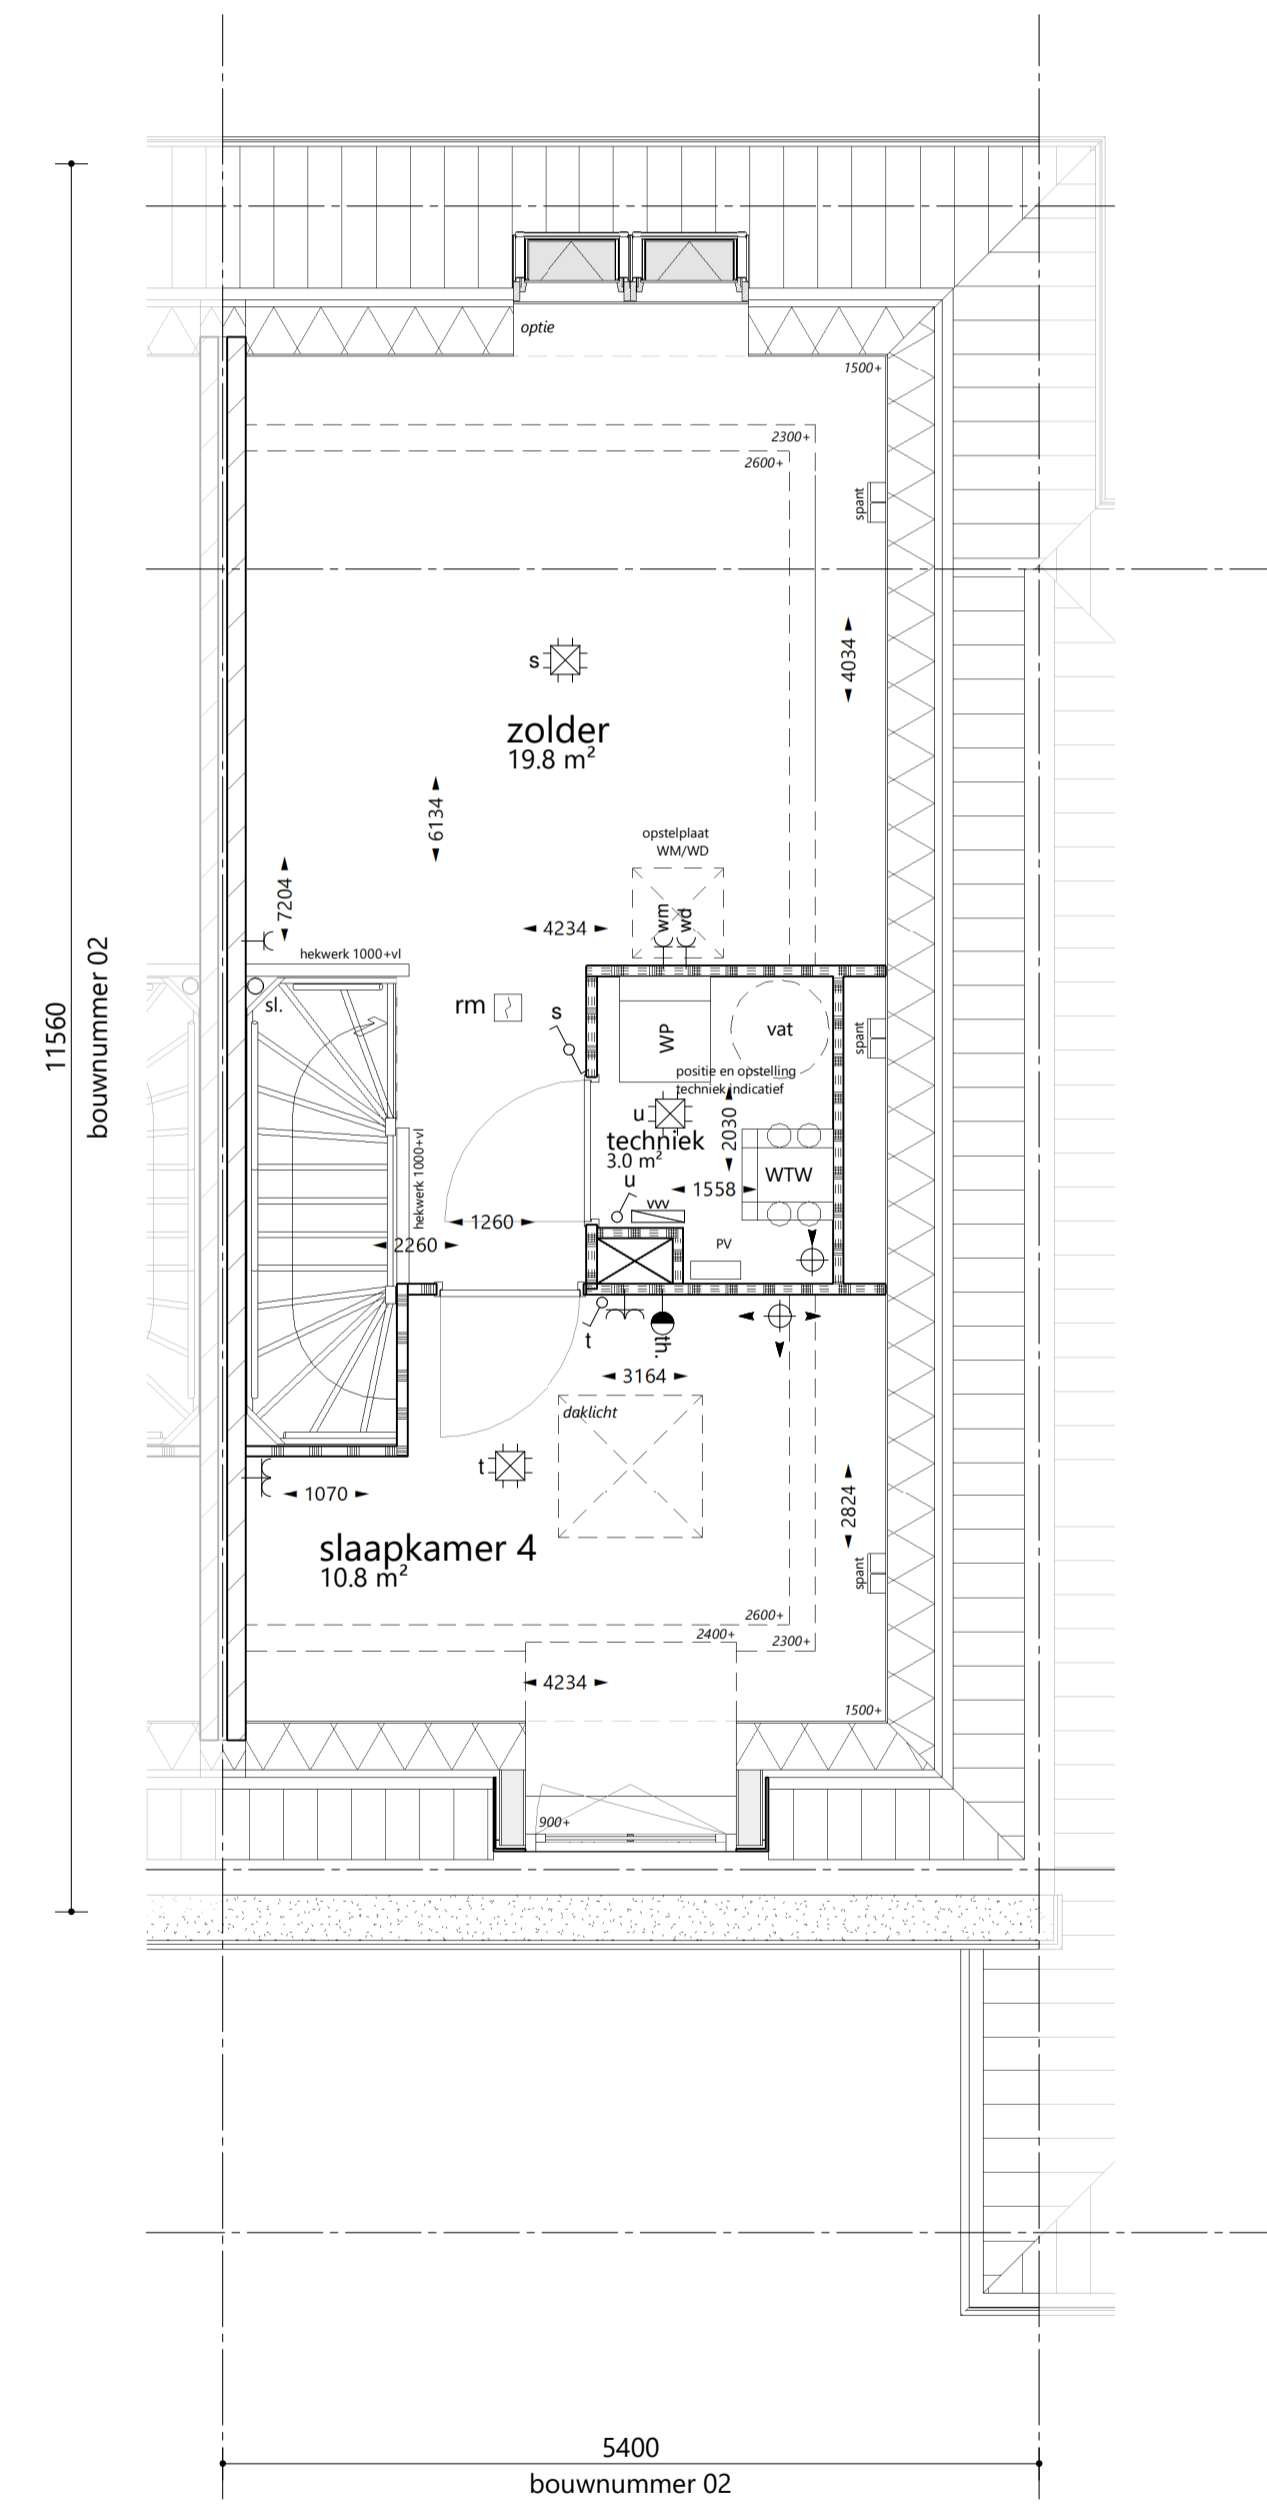 optie
1500+
2300+
2600+
spant
s
4034
zolder
19.8 m²
6134
opstelplaat
WM/WD
7204
wm
wd
4234
hekwerk 1000+vl
sl.
rm
s
WP
vat
spant
11560
bouwnummer 02
positie en opstelling
techniek indicatief
u
2030
techniek
3.0 m²
hekwerk 1000+vl
u
1558
WTW
vvv
1260
2260
PV
t
th.
3164
daklicht
t
1070
2824
slaapkamer 4
10.8 m²
spant
2600+
2400+
2300+
4234
1500+
900+
5400
bouwnummer 02